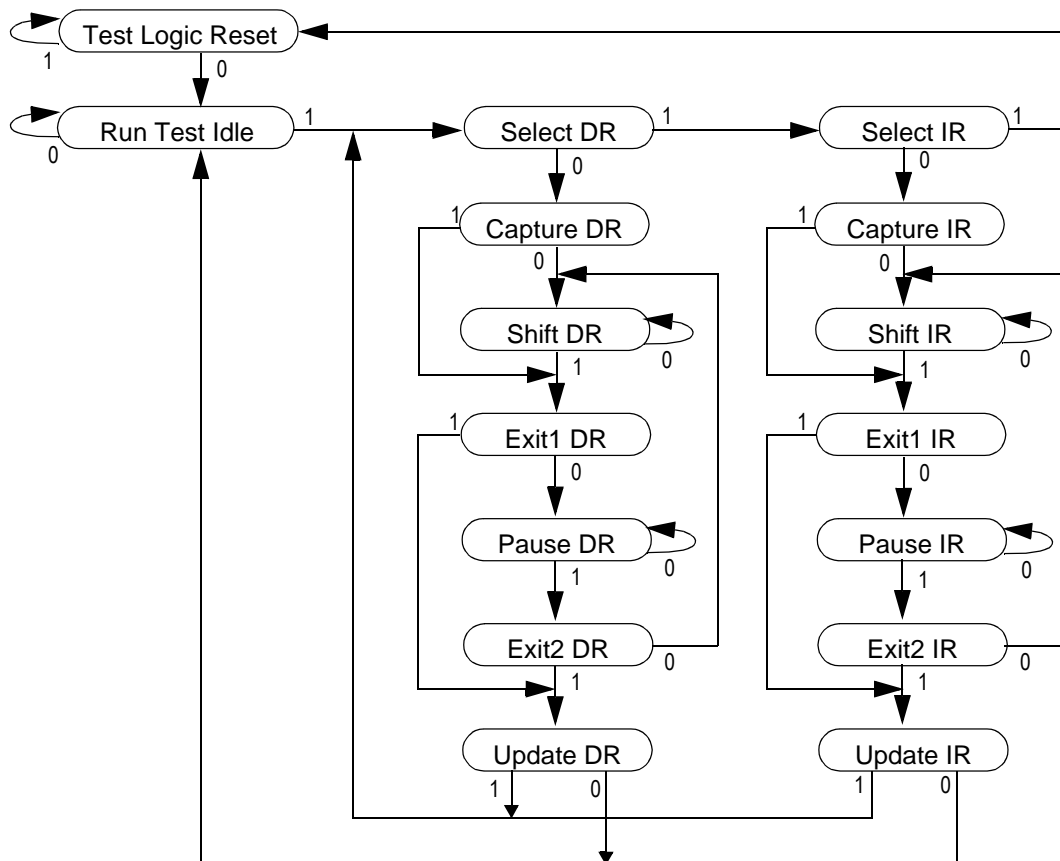 Test Logic Reset
1
0
Run Test Idle
1
Select DR
1
Select IR
1
0
0
0
1
Capture DR
1
Capture IR
0
0
Shift DR
Shift IR
0
0
1
1
1
Exit1 DR
1
Exit1 IR
0
0
Pause DR
Pause IR
0
0
1
1
Exit2 DR
Exit2 IR
0
0
1
1
Update DR
Update IR
1
0
1
0